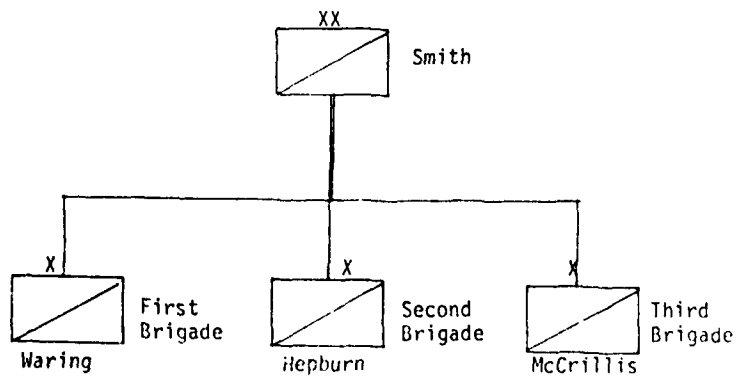 XX
Smith
X
First
Brigade
Waring
X
Second
Brigade
Hepburn
X
Third
Brigade
McCrillis